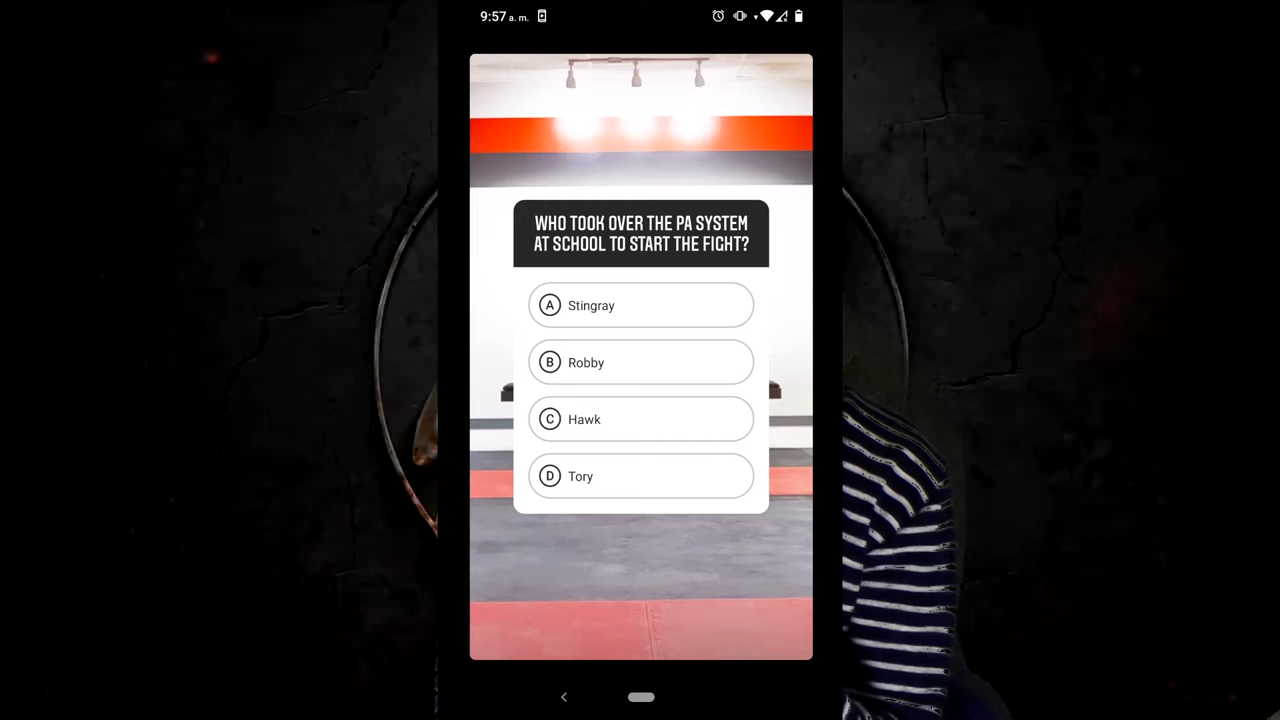 9:57 a. m.
WHO TOOK OVER THE PA SYSTEM
AT SCHOOL TO START THE FIGHT?
A Stingray
B Robby
C Hawk
D Tory